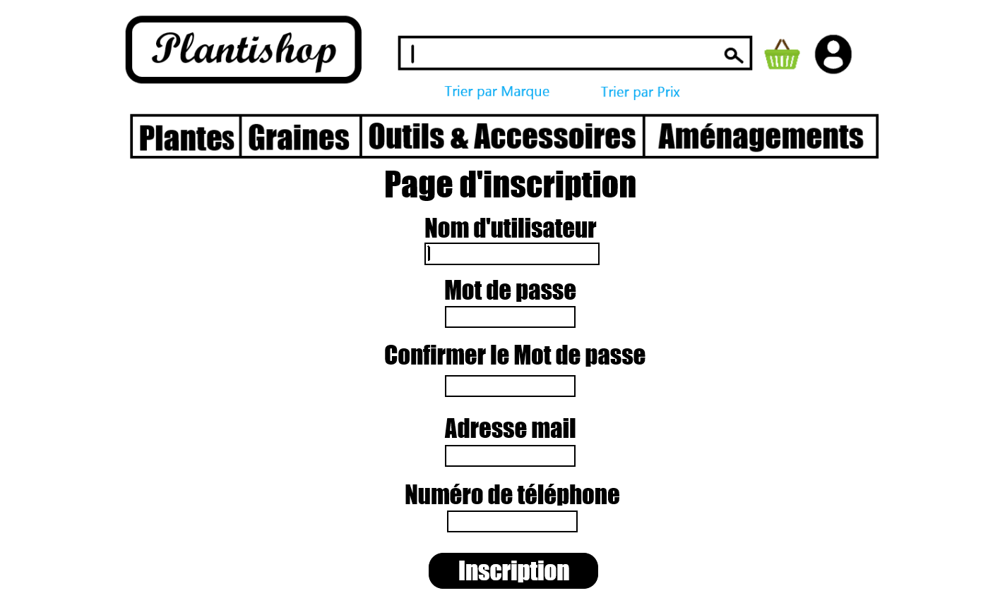 Plantishop
Trier par Marque Trier par Prix
Plantes Graines Outils & Accessoires Aménagements
Page d'inscription
Nom d'utilisateur
Mot de passe
Confirmer le Mot de passe
Adresse mail
Numéro de téléphone
Inscription